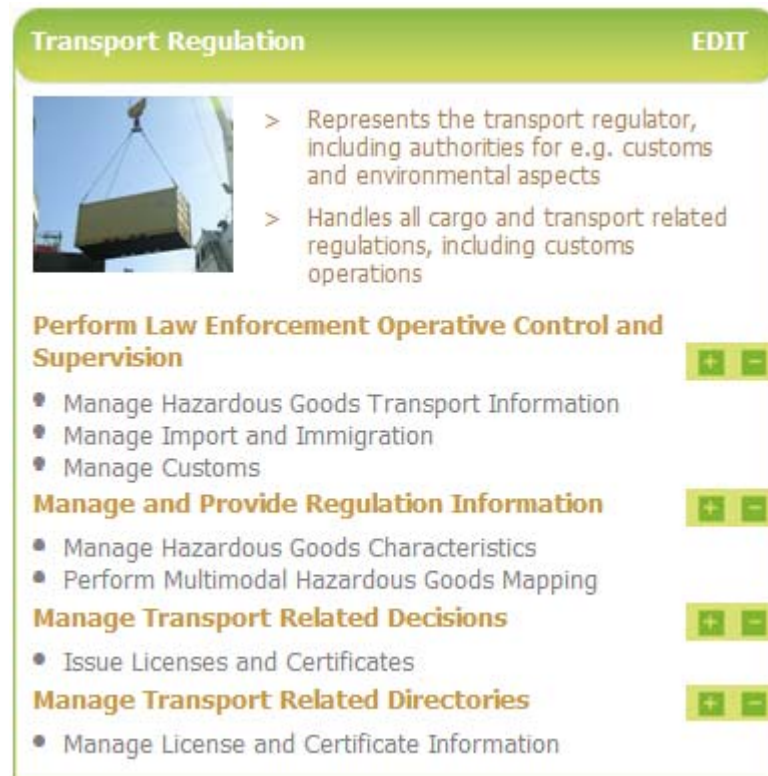 Transport Regulation EDIT
> Represents the transport regulator,
including authorities for e.g. customs
and environmental aspects
> Handles all cargo and transport related
regulations, including customs
operations
Perform Law Enforcement Operative Control and
Supervision + -
• Manage Hazardous Goods Transport Information
• Manage Import and Immigration
• Manage Customs
Manage and Provide Regulation Information + -
• Manage Hazardous Goods Characteristics
• Perform Multimodal Hazardous Goods Mapping
Manage Transport Related Decisions + -
• Issue Licenses and Certificates
Manage Transport Related Directories + -
• Manage License and Certificate Information